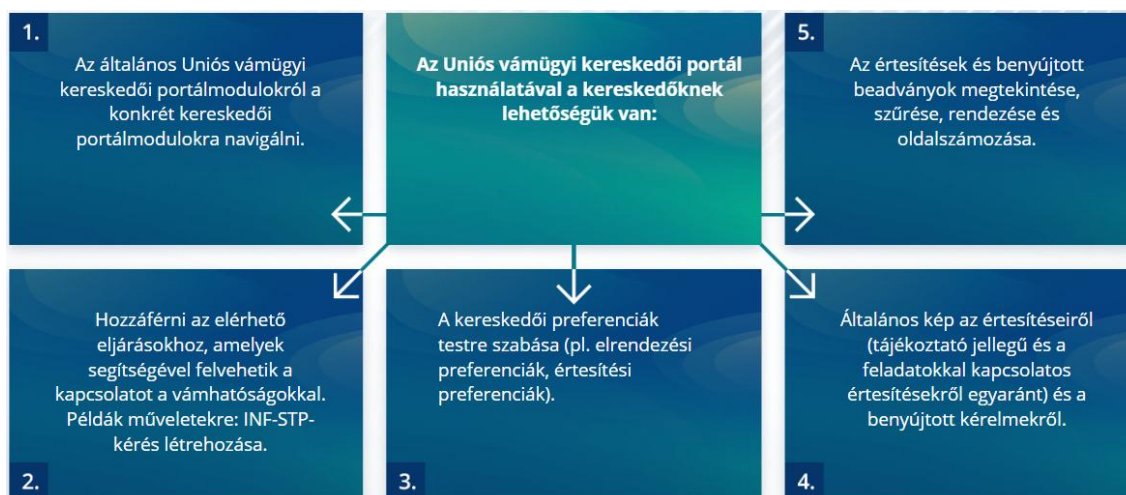 Az Uniós vámügyi kereskedői portál
használatával a kereskedőknek
lehetőségük van:
1.
Az általános Uniós vámügyi
kereskedői portálmodulokról a
konkrét kereskedői
portálmodulokra navigálni.
Hozzáférni az elérhető
eljárásokhoz, amelyek
segítségével felvehetik a
kapcsolatot a vámhatóságokkal.
Példák műveletekre: INF-STP-
kérés létrehozása.
2.
A kereskedői preferenciák
testre szabása (pl. elrendezési
preferenciák, értesítési
preferenciák).
3.
Általános kép az értesítéseiről
(tájékoztató jellegű és a
feladatokkal kapcsolatos
értesítésekről egyaránt) és a
benyújtott kérelmekről.
4.
5.
Az értesítések és benyújtott
beadványok megtekintése,
szűrése, rendezése és
oldalszámozása.